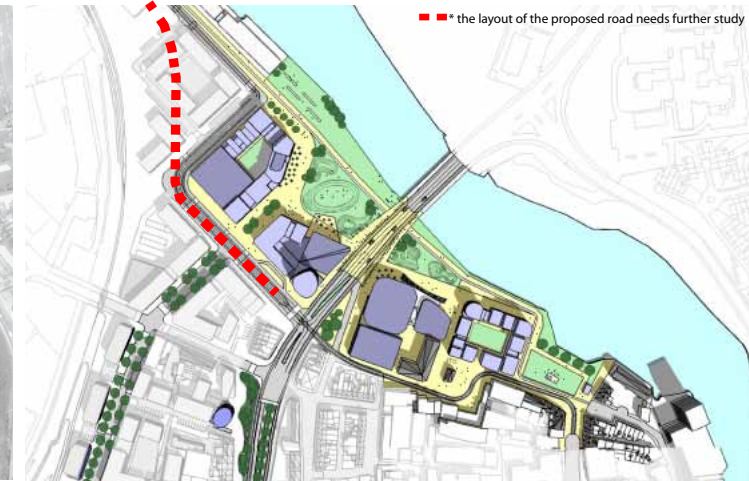 * the layout of the proposed road needs further study